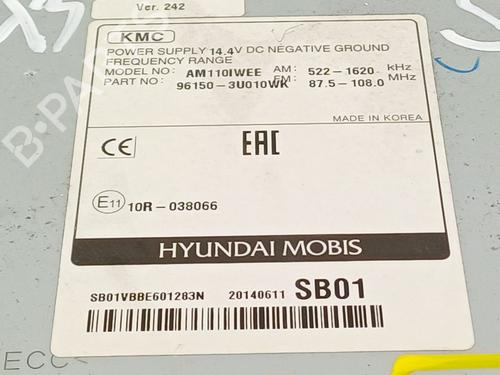 Ver. 242
KMC
POWER SUPPLY 14.4V DC NEGATIVE GROUND
FREQUENCY RANGE
MODEL NO: AM110IWEE AM: 522-1620 kHz
PART NO: 96150-3U010WK FM: 87.5-108.0 MHz
MADE IN KOREA
CE EAC
E11 10R-038066
HYUNDAI MOBIS
SB01VBBE601283N 20140611 SB01
ECC
B-PARTS